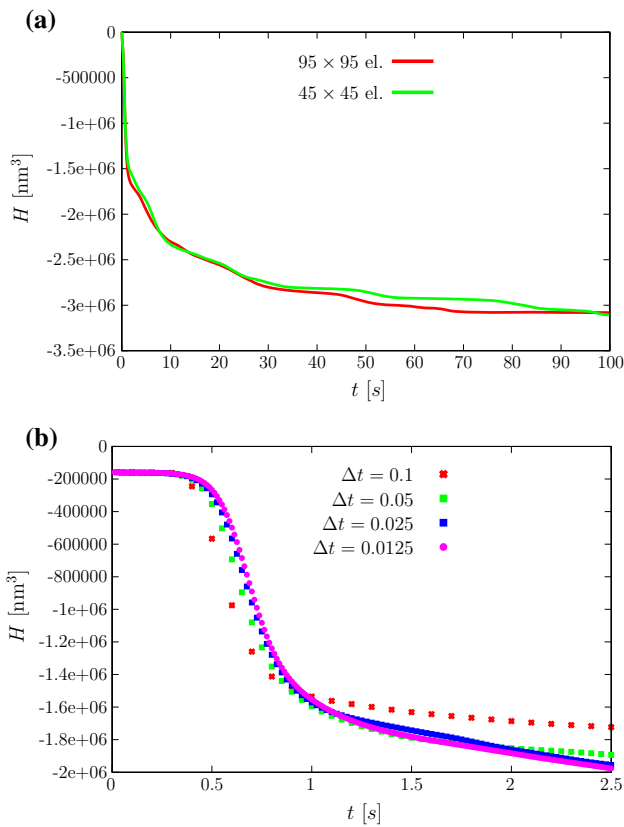 (a)
0
-500000
-1e+06
-1.5e+06
-2e+06
-2.5e+06
-3e+06
-3.5e+06
H [nm³]
95 × 95 el.
45 × 45 el.
0 10 20 30 40 50 60 70 80 90 100
t [s]
(b)
0
-200000
-400000
-600000
-800000
-1e+06
-1.2e+06
-1.4e+06
-1.6e+06
-1.8e+06
-2e+06
H [nm³]
Δt = 0.1
Δt = 0.05
Δt = 0.025
Δt = 0.0125
0 0.5 1 1.5 2 2.5
t [s]